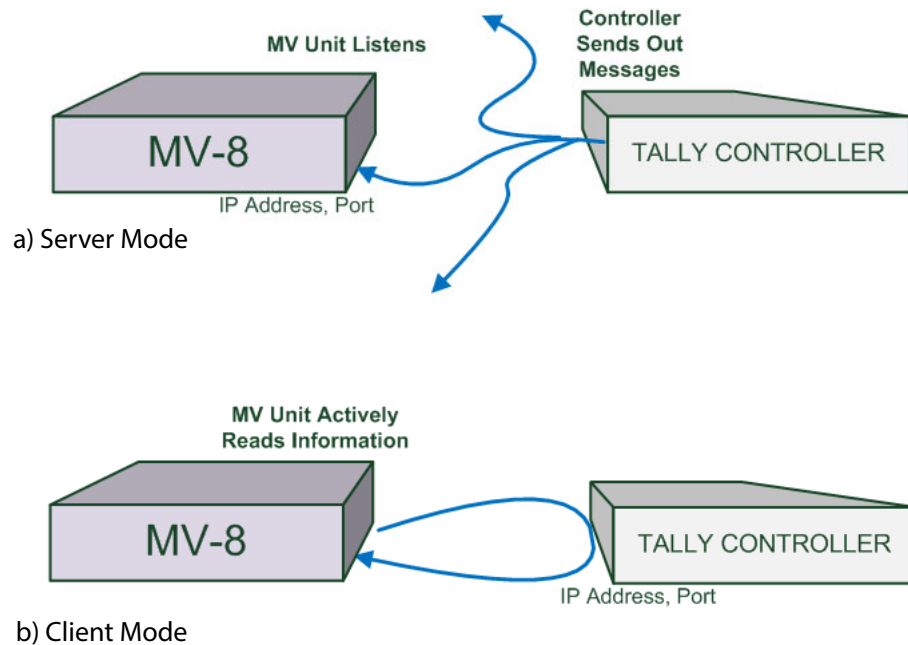 MV Unit Listens
Controller
Sends Out
Messages
MV-8
TALLY CONTROLLER
IP Address, Port
a) Server Mode
MV Unit Actively
Reads Information
MV-8
TALLY CONTROLLER
IP Address, Port
b) Client Mode